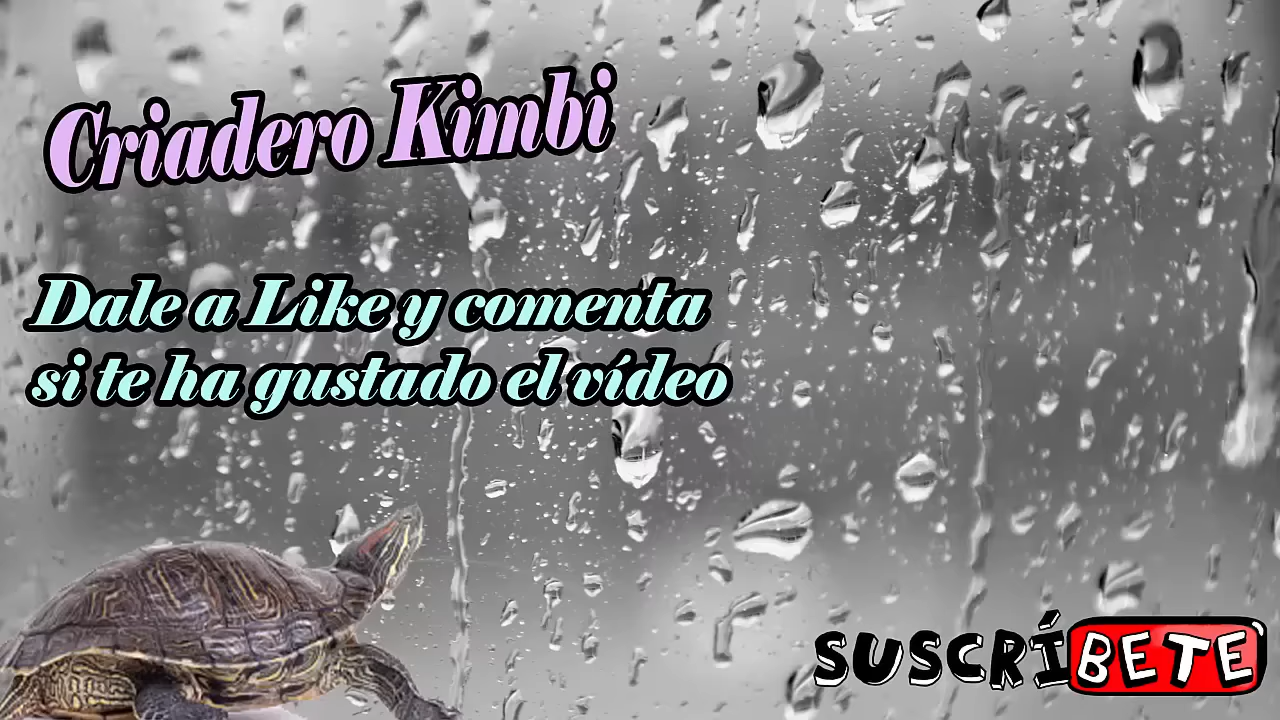 Criadero Kimbi
Dale a Like y comenta
si te ha gustado el vídeo
SUSCRÍBETE